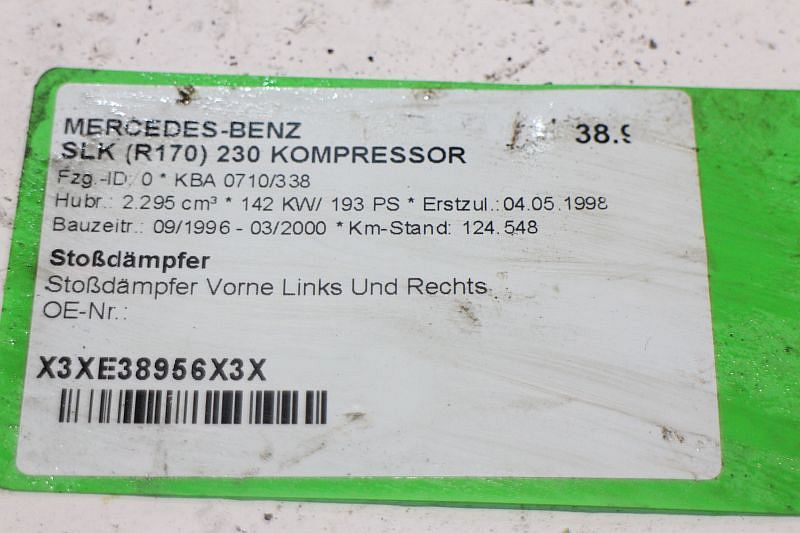 MERCEDES-BENZ
38.9
SLK (R170) 230 KOMPRESSOR
Fzg.-ID: 0 * KBA 0710/338
Hubr.: 2.295 cm³ * 142 KW/ 193 PS * Erstzul.: 04.05.1998
Bauzeitr.: 09/1996 - 03/2000 * Km-Stand: 124.548
Stoßdämpfer
Stoßdämpfer Vorne Links Und Rechts
OE-Nr.:
X3XE38956X3X